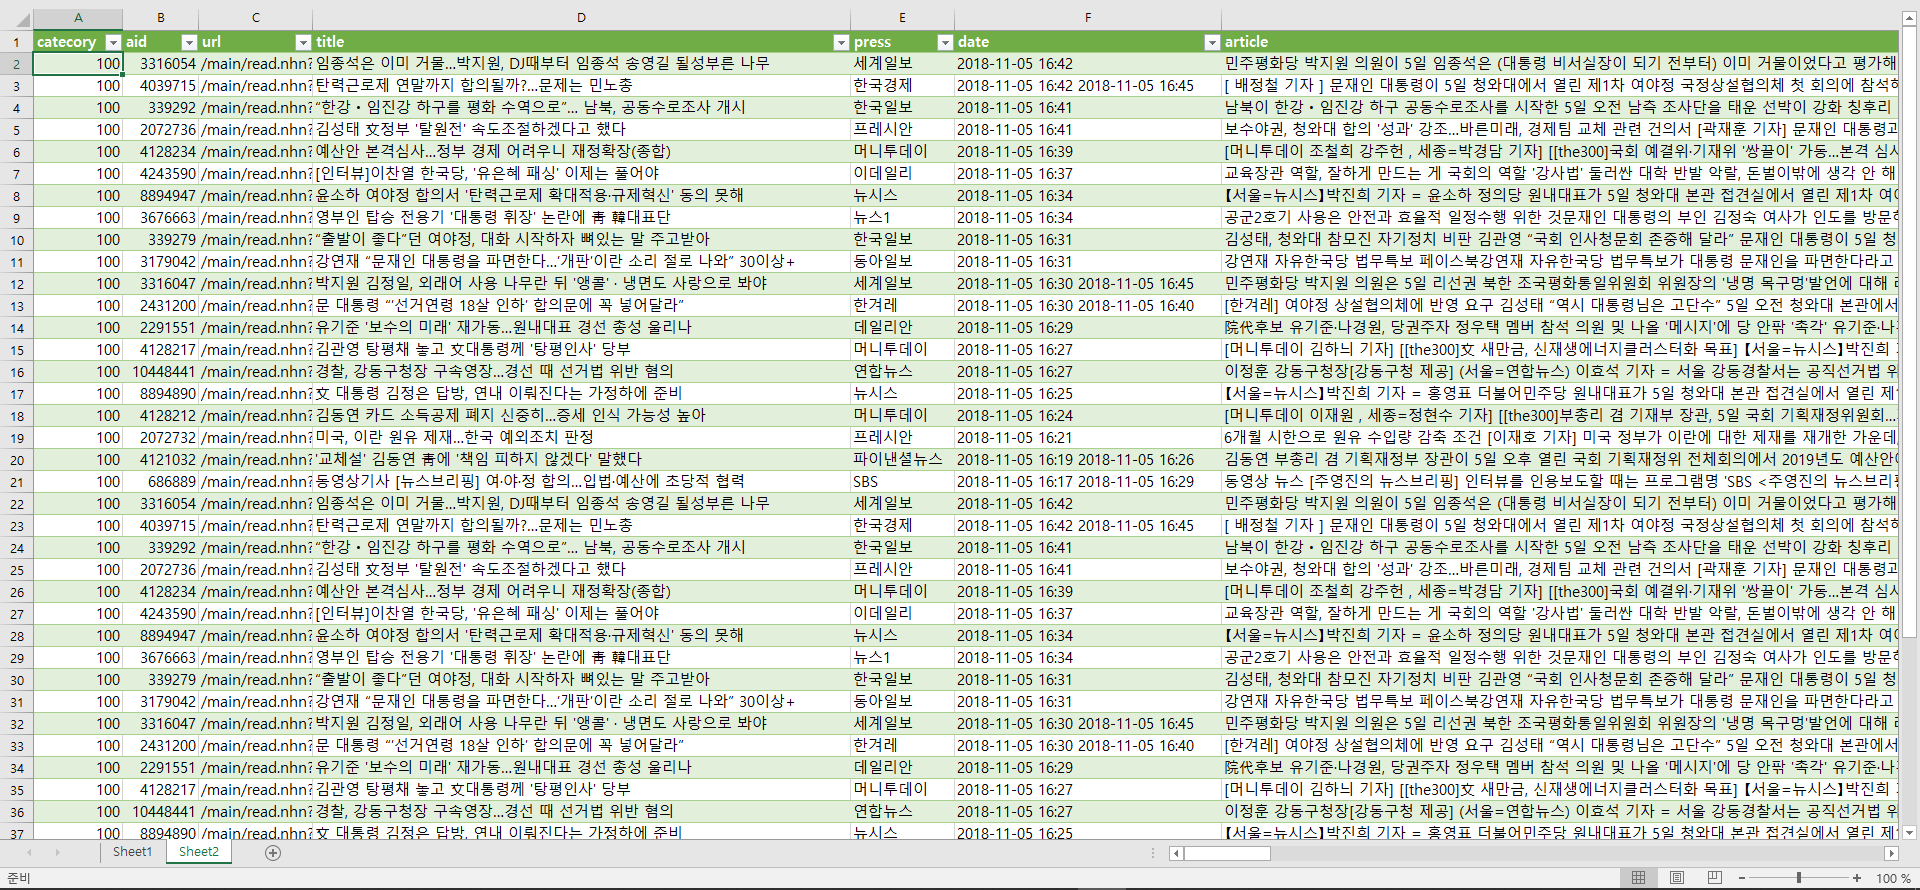 A B C D E F
1 catecory aid url title press date article
2 100 3316054 /main/read.nhn? 임종석은 이미 거물...박지원, DJ때부터 임종석 송영길 될성부른 나무 세계일보 2018-11-05 16:42 민주평화당 박지원 의원이 5일 임종석은 (대통령 비서실장이 되기 전부터) 이미 거물이었다고 평가해
3 100 4039715 /main/read.nhn? 탄력근로제 연말까지 합의될까?...문제는 민노총 한국경제 2018-11-05 16:42 2018-11-05 16:45 [ 배정철 기자 ] 문재인 대통령이 5일 청와대에서 열린 제1차 여야정 국정상설협의체 첫 회의에 참석하
4 100 339292 /main/read.nhn? “한강・임진강 하구를 평화 수역으로”... 남북, 공동수로조사 개시 한국일보 2018-11-05 16:41 남북이 한강・임진강 하구 공동수로조사를 시작한 5일 오전 남측 조사단을 태운 선박이 강화 칭후리
5 100 2072736 /main/read.nhn? 김성태 文정부 '탈원전' 속도조절하겠다고 했다 프레시안 2018-11-05 16:41 보수야권, 청와대 합의 '성과' 강조...바른미래, 경제팀 교체 관련 건의서 [곽재훈 기자] 문재인 대통령과
6 100 4128234 /main/read.nhn? 예산안 본격심사...정부 경제 어려우니 재정확장(종합) 머니투데이 2018-11-05 16:39 [머니투데이 조철희 강주헌 , 세종=박경담 기자] [[the300]국회 예결위·기재위 '쌍끌이' 가동...본격 심사
7 100 4243590 /main/read.nhn? [인터뷰]이찬열 한국당, '유은혜 패싱' 이제는 풀어야 이데일리 2018-11-05 16:37 교육장관 역할, 잘하게 만드는 게 국회의 역할 '강사법' 둘러싼 대학 반발 악랄, 돈벌이밖에 생각 안 해
8 100 8894947 /main/read.nhn? 윤소하 여야정 합의서 '탄력근로제 확대적용·규제혁신' 동의 못해 뉴시스 2018-11-05 16:34 【서울=뉴시스】박진희 기자 = 윤소하 정의당 원내대표가 5일 청와대 본관 접견실에서 열린 제1차 여야
9 100 3676663 /main/read.nhn? 영부인 탑승 전용기 '대통령 휘장' 논란에 靑 韓대표단 뉴스1 2018-11-05 16:34 공군2호기 사용은 안전과 효율적 일정수행 위한 것문재인 대통령의 부인 김정숙 여사가 인도를 방문하
10 100 339279 /main/read.nhn? “출발이 좋다”던 여야정, 대화 시작하자 뼈있는 말 주고받아 한국일보 2018-11-05 16:31 김성태, 청와대 참모진 자기정치 비판 김관영 “국회 인사청문회 존중해 달라” 문재인 대통령이 5일 청
11 100 3179042 /main/read.nhn? 강연재 “문재인 대통령을 파면한다...‘개판’이란 소리 절로 나와” 30이상+ 동아일보 2018-11-05 16:31 강연재 자유한국당 법무특보 페이스북강연재 자유한국당 법무특보가 대통령 문재인을 파면한다라고
12 100 3316047 /main/read.nhn? 박지원 김정일, 외래어 사용 나무란 뒤 '앵콜' · 냉면도 사랑으로 봐야 세계일보 2018-11-05 16:30 2018-11-05 16:45 민주평화당 박지원 의원은 5일 리선권 북한 조국평화통일위원회 위원장의 '냉명 목구멍'발언에 대해
13 100 2431200 /main/read.nhn? 문 대통령 “‘선거연령 18살 인하’ 합의문에 꼭 넣어달라” 한겨레 2018-11-05 16:30 2018-11-05 16:40 [한겨레] 여야정 상설협의체에 반영 요구 김성태 “역시 대통령님은 고단수” 5일 오전 청와대 본관에서
14 100 2291551 /main/read.nhn? 유기준 '보수의 미래' 재가동...원내대표 경선 총성 울리나 데일리안 2018-11-05 16:29 院代후보 유기준·나경원, 당권주자 정우택 멤버 참석 의원 및 나올 '메시지'에 당 안팎 '촉각' 유기준·나
15 100 4128217 /main/read.nhn? 김관영 탕평채 놓고 文대통령께 '탕평인사' 당부 머니투데이 2018-11-05 16:27 [머니투데이 김하늬 기자] [[the300]文 새만금, 신재생에너지클러스터화 목표] 【서울=뉴시스】박진희
16 100 10448441 /main/read.nhn? 경찰, 강동구청장 구속영장...경선 때 선거법 위반 혐의 연합뉴스 2018-11-05 16:27 이정훈 강동구청장[강동구청 제공] (서울=연합뉴스) 이효석 기자 = 서울 강동경찰서는 공직선거법 위
17 100 8894890 /main/read.nhn? 文 대통령 김정은 답방, 연내 이뤄진다는 가정하에 준비 뉴시스 2018-11-05 16:25 【서울=뉴시스】박진희 기자 = 홍영표 더불어민주당 원내대표가 5일 청와대 본관 접견실에서 열린 제1
18 100 4128212 /main/read.nhn? 김동연 카드 소득공제 폐지 신중히...증세 인식 가능성 높아 머니투데이 2018-11-05 16:24 [머니투데이 이재원 , 세종=정현수 기자] [[the300]부총리 겸 기재부 장관, 5일 국회 기획재정위원회...
19 100 2072732 /main/read.nhn? 미국, 이란 원유 제재...한국 예외조치 판정 프레시안 2018-11-05 16:21 6개월 시한으로 원유 수입량 감축 조건 [이재호 기자] 미국 정부가 이란에 대한 제재를 재개한 가운데,
20 100 4121032 /main/read.nhn? '교체설' 김동연 靑에 '책임 피하지 않겠다' 말했다 파이낸셜뉴스 2018-11-05 16:19 2018-11-05 16:26 김동연 부총리 겸 기획재정부 장관이 5일 오후 열린 국회 기획재정위 전체회의에서 2019년도 예산안
21 100 686889 /main/read.nhn? 동영상기사 [뉴스브리핑] 여·야·정 합의...입법·예산에 초당적 협력 SBS 2018-11-05 16:17 2018-11-05 16:29 동영상 뉴스 [주영진의 뉴스브리핑] 인터뷰를 인용보도할 때는 프로그램명 'SBS <주영진의 뉴스브리핑
22 100 3316054 /main/read.nhn? 임종석은 이미 거물...박지원, DJ때부터 임종석 송영길 될성부른 나무 세계일보 2018-11-05 16:42 민주평화당 박지원 의원이 5일 임종석은 (대통령 비서실장이 되기 전부터) 이미 거물이었다고 평가해
23 100 4039715 /main/read.nhn? 탄력근로제 연말까지 합의될까?...문제는 민노총 한국경제 2018-11-05 16:42 2018-11-05 16:45 [ 배정철 기자 ] 문재인 대통령이 5일 청와대에서 열린 제1차 여야정 국정상설협의체 첫 회의에 참석하
24 100 339292 /main/read.nhn? “한강・임진강 하구를 평화 수역으로”... 남북, 공동수로조사 개시 한국일보 2018-11-05 16:41 남북이 한강・임진강 하구 공동수로조사를 시작한 5일 오전 남측 조사단을 태운 선박이 강화 칭후리
25 100 2072736 /main/read.nhn? 김성태 文정부 '탈원전' 속도조절하겠다고 했다 프레시안 2018-11-05 16:41 보수야권, 청와대 합의 '성과' 강조...바른미래, 경제팀 교체 관련 건의서 [곽재훈 기자] 문재인 대통령과
26 100 4128234 /main/read.nhn? 예산안 본격심사...정부 경제 어려우니 재정확장(종합) 머니투데이 2018-11-05 16:39 [머니투데이 조철희 강주헌 , 세종=박경담 기자] [[the300]국회 예결위·기재위 '쌍끌이' 가동...본격 심사
27 100 4243590 /main/read.nhn? [인터뷰]이찬열 한국당, '유은혜 패싱' 이제는 풀어야 이데일리 2018-11-05 16:37 교육장관 역할, 잘하게 만드는 게 국회의 역할 '강사법' 둘러싼 대학 반발 악랄, 돈벌이밖에 생각 안 해
28 100 8894947 /main/read.nhn? 윤소하 여야정 합의서 '탄력근로제 확대적용·규제혁신' 동의 못해 뉴시스 2018-11-05 16:34 【서울=뉴시스】박진희 기자 = 윤소하 정의당 원내대표가 5일 청와대 본관 접견실에서 열린 제1차 여야
29 100 3676663 /main/read.nhn? 영부인 탑승 전용기 '대통령 휘장' 논란에 靑 韓대표단 뉴스1 2018-11-05 16:34 공군2호기 사용은 안전과 효율적 일정수행 위한 것문재인 대통령의 부인 김정숙 여사가 인도를 방문하
30 100 339279 /main/read.nhn? “출발이 좋다”던 여야정, 대화 시작하자 뼈있는 말 주고받아 한국일보 2018-11-05 16:31 김성태, 청와대 참모진 자기정치 비판 김관영 “국회 인사청문회 존중해 달라” 문재인 대통령이 5일 청
31 100 3179042 /main/read.nhn? 강연재 “문재인 대통령을 파면한다...‘개판’이란 소리 절로 나와” 30이상+ 동아일보 2018-11-05 16:31 강연재 자유한국당 법무특보 페이스북강연재 자유한국당 법무특보가 대통령 문재인을 파면한다라고
32 100 3316047 /main/read.nhn? 박지원 김정일, 외래어 사용 나무란 뒤 '앵콜' · 냉면도 사랑으로 봐야 세계일보 2018-11-05 16:30 2018-11-05 16:45 민주평화당 박지원 의원은 5일 리선권 북한 조국평화통일위원회 위원장의 '냉명 목구멍'발언에 대해
33 100 2431200 /main/read.nhn? 문 대통령 “‘선거연령 18살 인하’ 합의문에 꼭 넣어달라” 한겨레 2018-11-05 16:30 2018-11-05 16:40 [한겨레] 여야정 상설협의체에 반영 요구 김성태 “역시 대통령님은 고단수” 5일 오전 청와대 본관에서
34 100 2291551 /main/read.nhn? 유기준 '보수의 미래' 재가동...원내대표 경선 총성 울리나 데일리안 2018-11-05 16:29 院代후보 유기준·나경원, 당권주자 정우택 멤버 참석 의원 및 나올 '메시지'에 당 안팎 '촉각' 유기준·나
35 100 4128217 /main/read.nhn? 김관영 탕평채 놓고 文대통령께 '탕평인사' 당부 머니투데이 2018-11-05 16:27 [머니투데이 김하늬 기자] [[the300]文 새만금, 신재생에너지클러스터화 목표] 【서울=뉴시스】박진희
36 100 10448441 /main/read.nhn? 경찰, 강동구청장 구속영장...경선 때 선거법 위반 혐의 연합뉴스 2018-11-05 16:27 이정훈 강동구청장[강동구청 제공] (서울=연합뉴스) 이효석 기자 = 서울 강동경찰서는 공직선거법 위
37 100 8894890 /main/read.nhn? 文 대통령 김정은 답방, 연내 이뤄진다는 가정하에 준비 뉴시스 2018-11-05 16:25 【서울=뉴시스】박진희 기자 = 홍영표 더불어민주당 원내대표가 5일 청와대 본관 접견실에서 열린 제1
Sheet1 Sheet2
준비 100 %